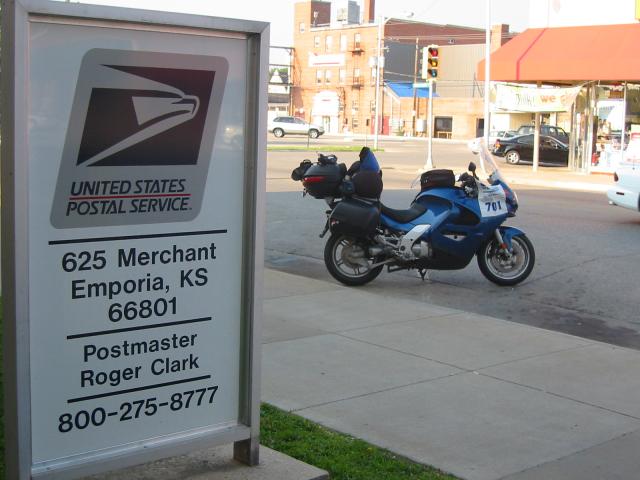 UNITED STATES
POSTAL SERVICE
625 Merchant
Emporia, KS
66801
Postmaster
Roger Clark
800-275-8777
701